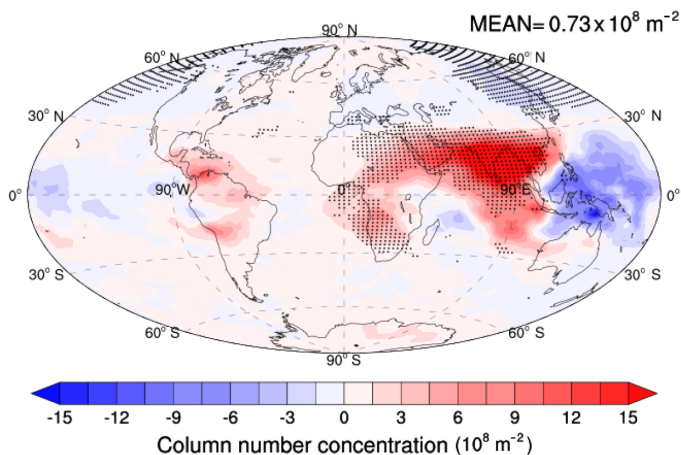 MEAN= 0.73 x 10⁸ m⁻²
90° N
60° N 60° N
30° N 30° N
0° 90° W 0° 90° E 0°
30° S 30° S
60° S 60° S
90° S
-15 -12 -9 -6 -3 0 3 6 9 12 15
Column number concentration (10⁸ m⁻²)